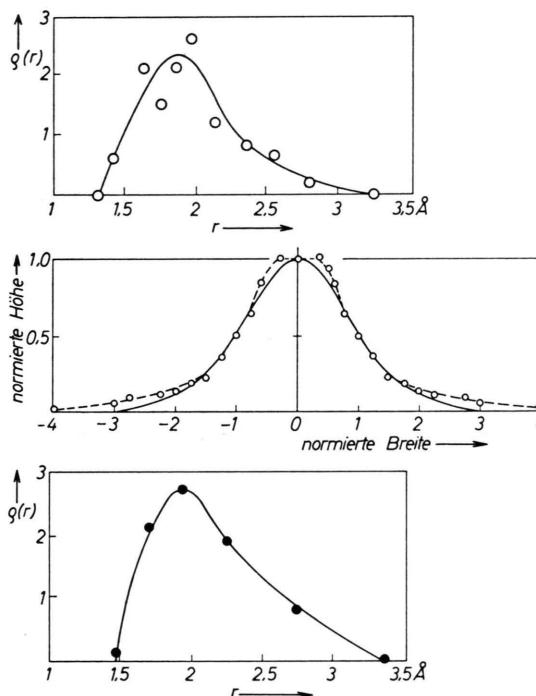 3
2
1
ϱ(r)
1 1.5 2 2.5 3 3.5 Å
r
1.0
0.5
normierte Höhe
-4 -3 -2 -1 0 1 2 3 4
normierte Breite
3
2
1
ϱ(r)
1 1.5 2 2.5 3 3.5 Å
r